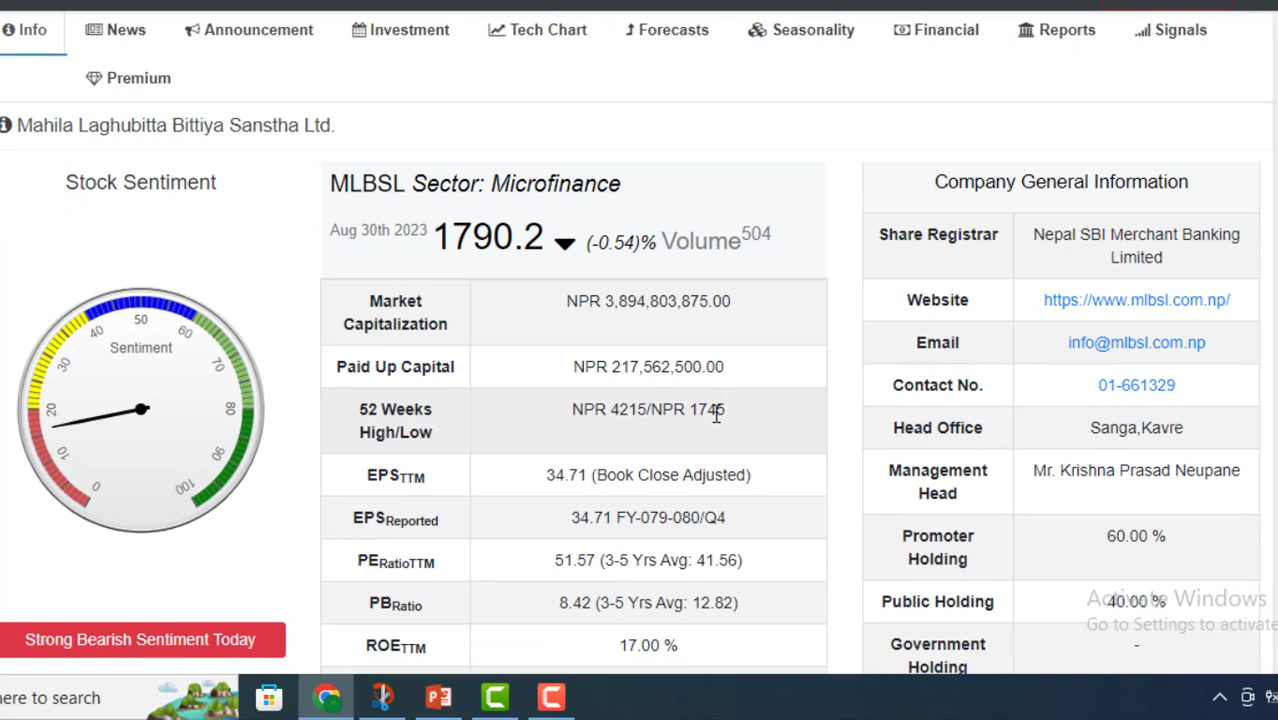 Info News Announcement Investment Tech Chart Forecasts Seasonality Financial Reports Signals
Premium
Mahila Laghubitta Bittiya Sanstha Ltd.
Stock Sentiment
0
10
20
30
40
50
60
70
80
90
100
Sentiment
Strong Bearish Sentiment Today
MLBSL Sector: Microfinance
Aug 30th 2023 1790.2 (-0.54)% Volume504
Market
Capitalization
NPR 3,894,803,875.00
Paid Up Capital NPR 217,562,500.00
52 Weeks
High/Low
NPR 4215/NPR 1745
EPSTTM 34.71 (Book Close Adjusted)
EPSReported 34.71 FY-079-080/Q4
PERatioTTM 51.57 (3-5 Yrs Avg: 41.56)
PBRatio 8.42 (3-5 Yrs Avg: 12.82)
ROETTM 17.00 %
Company General Information
Share Registrar Nepal SBI Merchant Banking
Limited
Website https://www.mlbsl.com.np/
Email info@mlbsl.com.np
Contact No. 01-661329
Head Office Sanga,Kavre
Management
Head
Mr. Krishna Prasad Neupane
Promoter
Holding
60.00 %
Public Holding 40.00 %
Government
Holding
-
Activate Windows
Go to Settings to activate
here to search